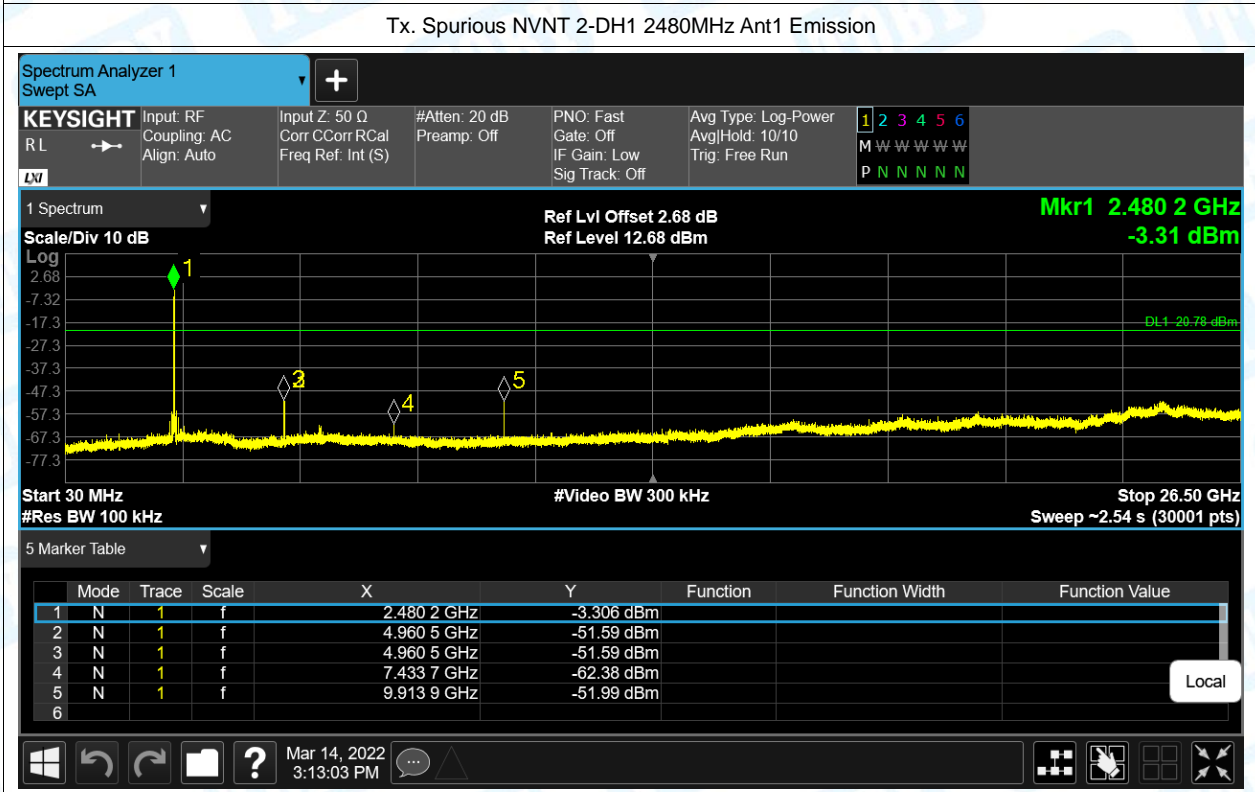 Tx. Spurious NVNT 2-DH1 2480MHz Ant1 Emission
Spectrum Analyzer 1
Swept SA
KEYSIGHT
R L
LXI
Input: RF
Coupling: AC
Align: Auto
Input Z: 50 Ω
Corr CCorr RCal
Freq Ref: Int (S)
#Atten: 20 dB
Preamp: Off
PNO: Fast
Gate: Off
IF Gain: Low
Sig Track: Off
Avg Type: Log-Power
Avg|Hold: 10/10
Trig: Free Run
1 2 3 4 5 6
M W W W W W
P N N N N N
1 Spectrum
Scale/Div 10 dB
Ref Lvl Offset 2.68 dB
Ref Level 12.68 dBm
Mkr1 2.480 2 GHz
-3.31 dBm
Log
2.68
-7.32
-17.3
-27.3
-37.3
-47.3
-57.3
-67.3
-77.3
1
3
4
5
DL1 -20.78 dBm
Start 30 MHz
#Video BW 300 kHz
Stop 26.50 GHz
#Res BW 100 kHz
Sweep ~2.54 s (30001 pts)
5 Marker Table
Mode Trace Scale X Y Function Function Width Function Value
1 N 1 f 2.480 2 GHz -3.306 dBm
2 N 1 f 4.960 5 GHz -51.59 dBm
3 N 1 f 4.960 5 GHz -51.59 dBm
4 N 1 f 7.433 7 GHz -62.38 dBm
5 N 1 f 9.913 9 GHz -51.99 dBm
6
Local
?
Mar 14, 2022
3:13:03 PM